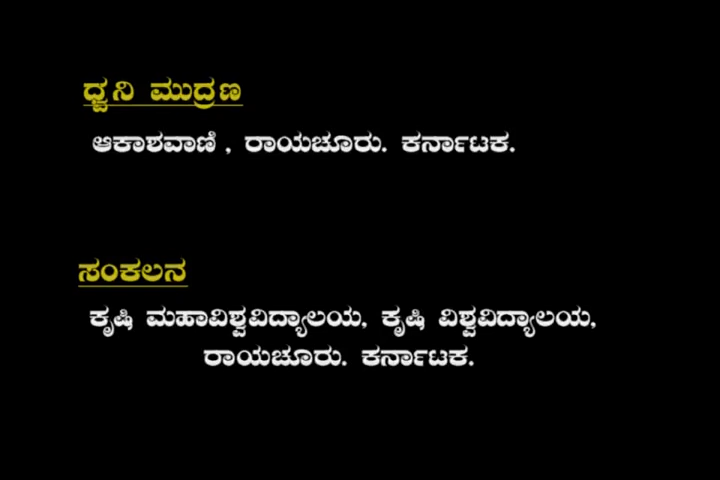 ಧ್ವನಿ ಮುದ್ರಣ
ಆಕಾಶವಾಣಿ , ರಾಯಚೂರು. ಕರ್ನಾಟಕ.
ಸಂಕಲನ
ಕೃಷಿ ಮಹಾವಿಶ್ವವಿದ್ಯಾಲಯ, ಕೃಷಿ ವಿಶ್ವವಿದ್ಯಾಲಯ,
ರಾಯಚೂರು. ಕರ್ನಾಟಕ.